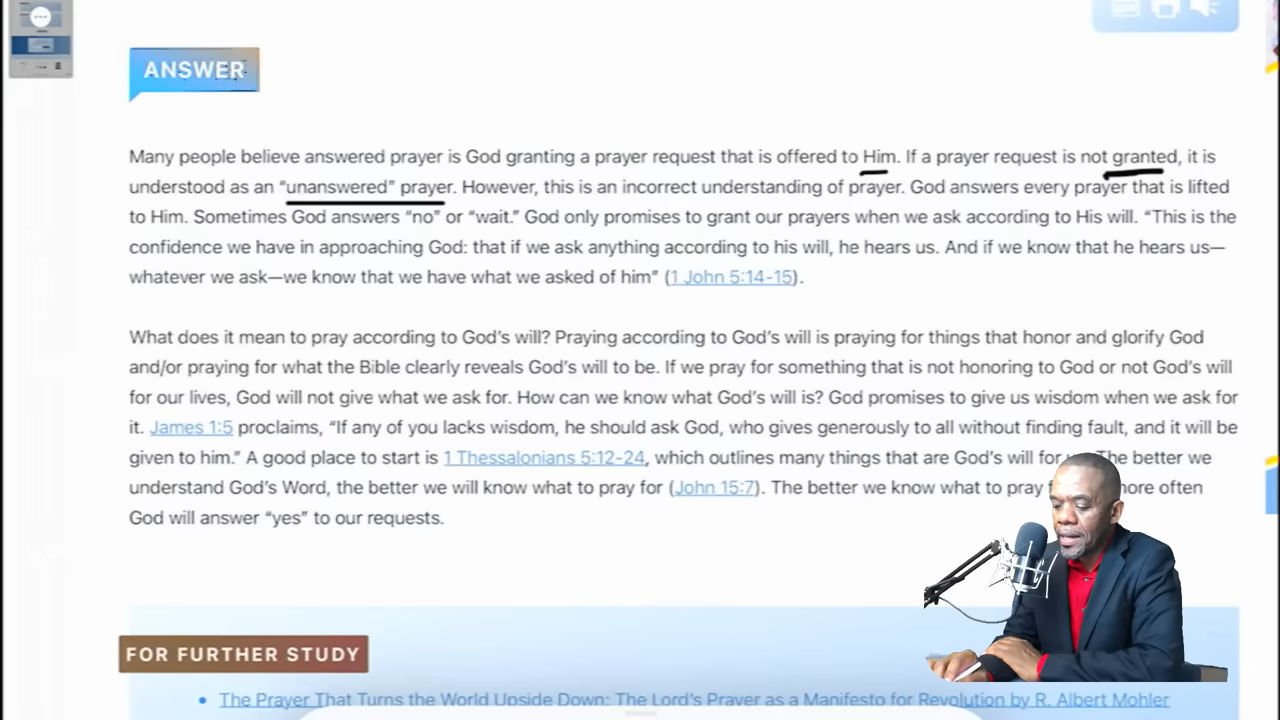 ANSWER
Many people believe answered prayer is God granting a prayer request that is offered to Him. If a prayer request is not granted, it is
understood as an “unanswered” prayer. However, this is an incorrect understanding of prayer. God answers every prayer that is lifted
to Him. Sometimes God answers “no” or “wait.” God only promises to grant our prayers when we ask according to His will. “This is the
confidence we have in approaching God: that if we ask anything according to his will, he hears us. And if we know that he hears us—
whatever we ask—we know that we have what we asked of him” (1 John 5:14-15).
What does it mean to pray according to God’s will? Praying according to God’s will is praying for things that honor and glorify God
and/or praying for what the Bible clearly reveals God’s will to be. If we pray for something that is not honoring to God or not God’s will
for our lives, God will not give what we ask for. How can we know what God’s will is? God promises to give us wisdom when we ask for
it. James 1:5 proclaims, “If any of you lacks wisdom, he should ask God, who gives generously to all without finding fault, and it will be
given to him.” A good place to start is 1 Thessalonians 5:12-24, which outlines many things that are God’s will for The better we
understand God’s Word, the better we will know what to pray for (John 15:7). The better we know what to pray more often
God will answer “yes” to our requests.
FOR FURTHER STUDY
• The Prayer That Turns the World Upside Down: The Lord’s Prayer as a Manifesto for Revolution by R. Albert Mohler